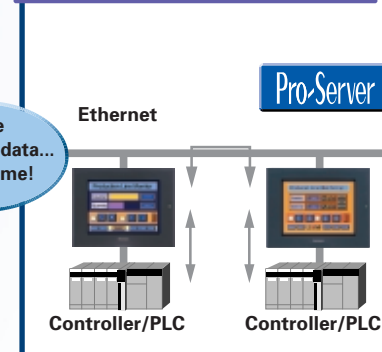 Pro-Server
Ethernet
data...
me!
Controller/PLC
Controller/PLC